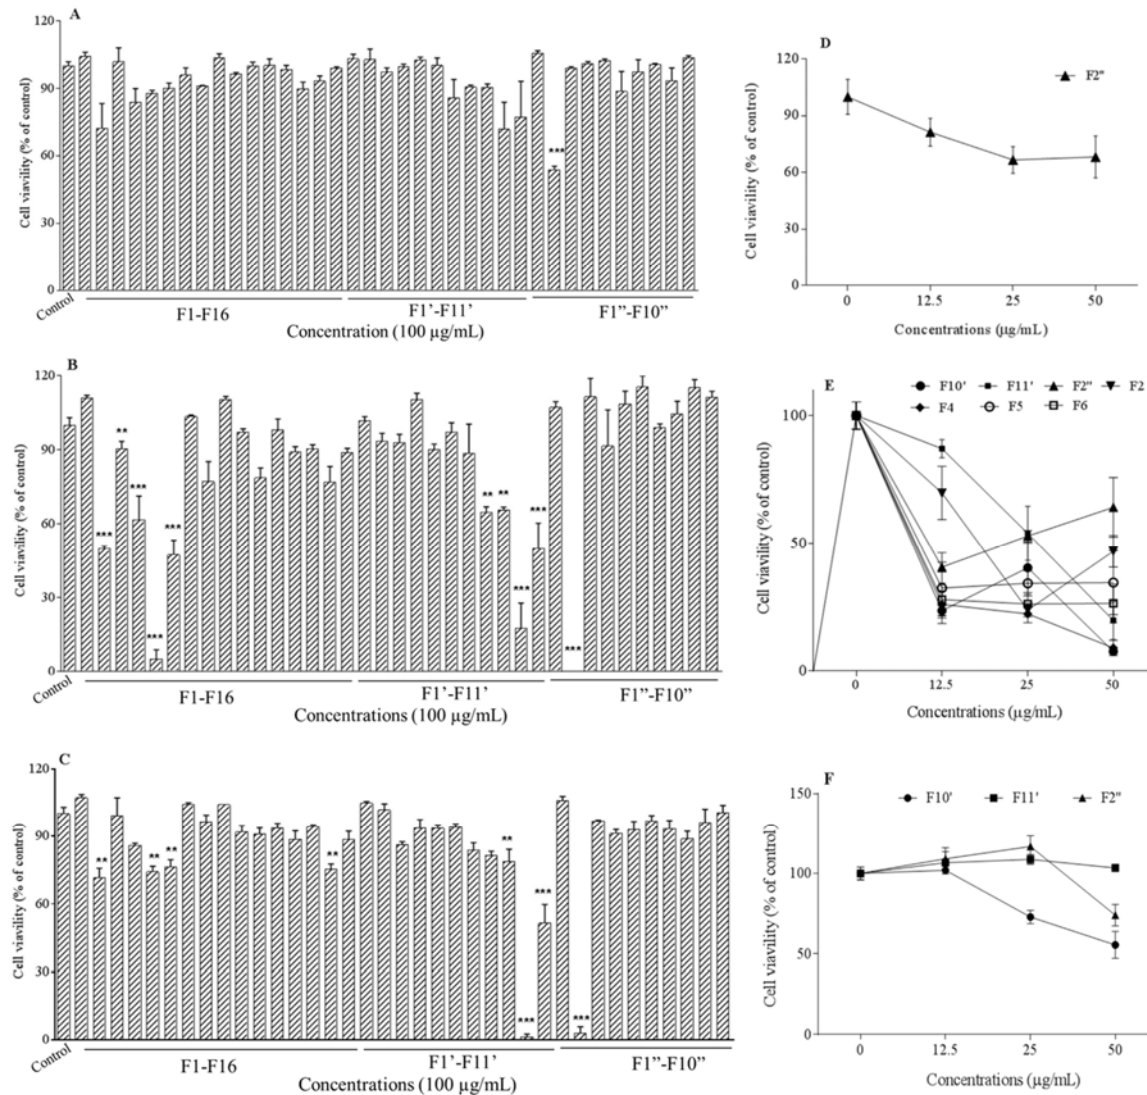 A
120
90
60
30
0
Cell viavility (% of control)
***
Control
F1-F16
F1’-F11’
F1”-F10”
Concentration (100 µg/mL)
B
120
90
60
30
0
Cell viavility (% of control)
***
**
***
***
***
**
**
***
***
***
Control
F1-F16
F1’-F11’
F1”-F10”
Concentrations (100 µg/mL)
C
120
90
60
30
0
Cell viavility (% of control)
**
**
**
**
**
***
***
***
Control
F1-F16
F1’-F11’
F1”-F10”
Concentrations (100 µg/mL)
D
120
90
60
30
0
Cell viavility (% of control)
F2"
0 12.5 25 50
Concentrations (µg/mL)
E
F10' F11' F2" F2
F4 F5 F6
100
50
0
Cell viavility (% of control)
0 12.5 25 50
Concentrations (µg/mL)
F
150
100
50
0
Cell viavility (% of control)
F10' F11' F2"
0 12.5 25 50
Concentrations (µg/mL)